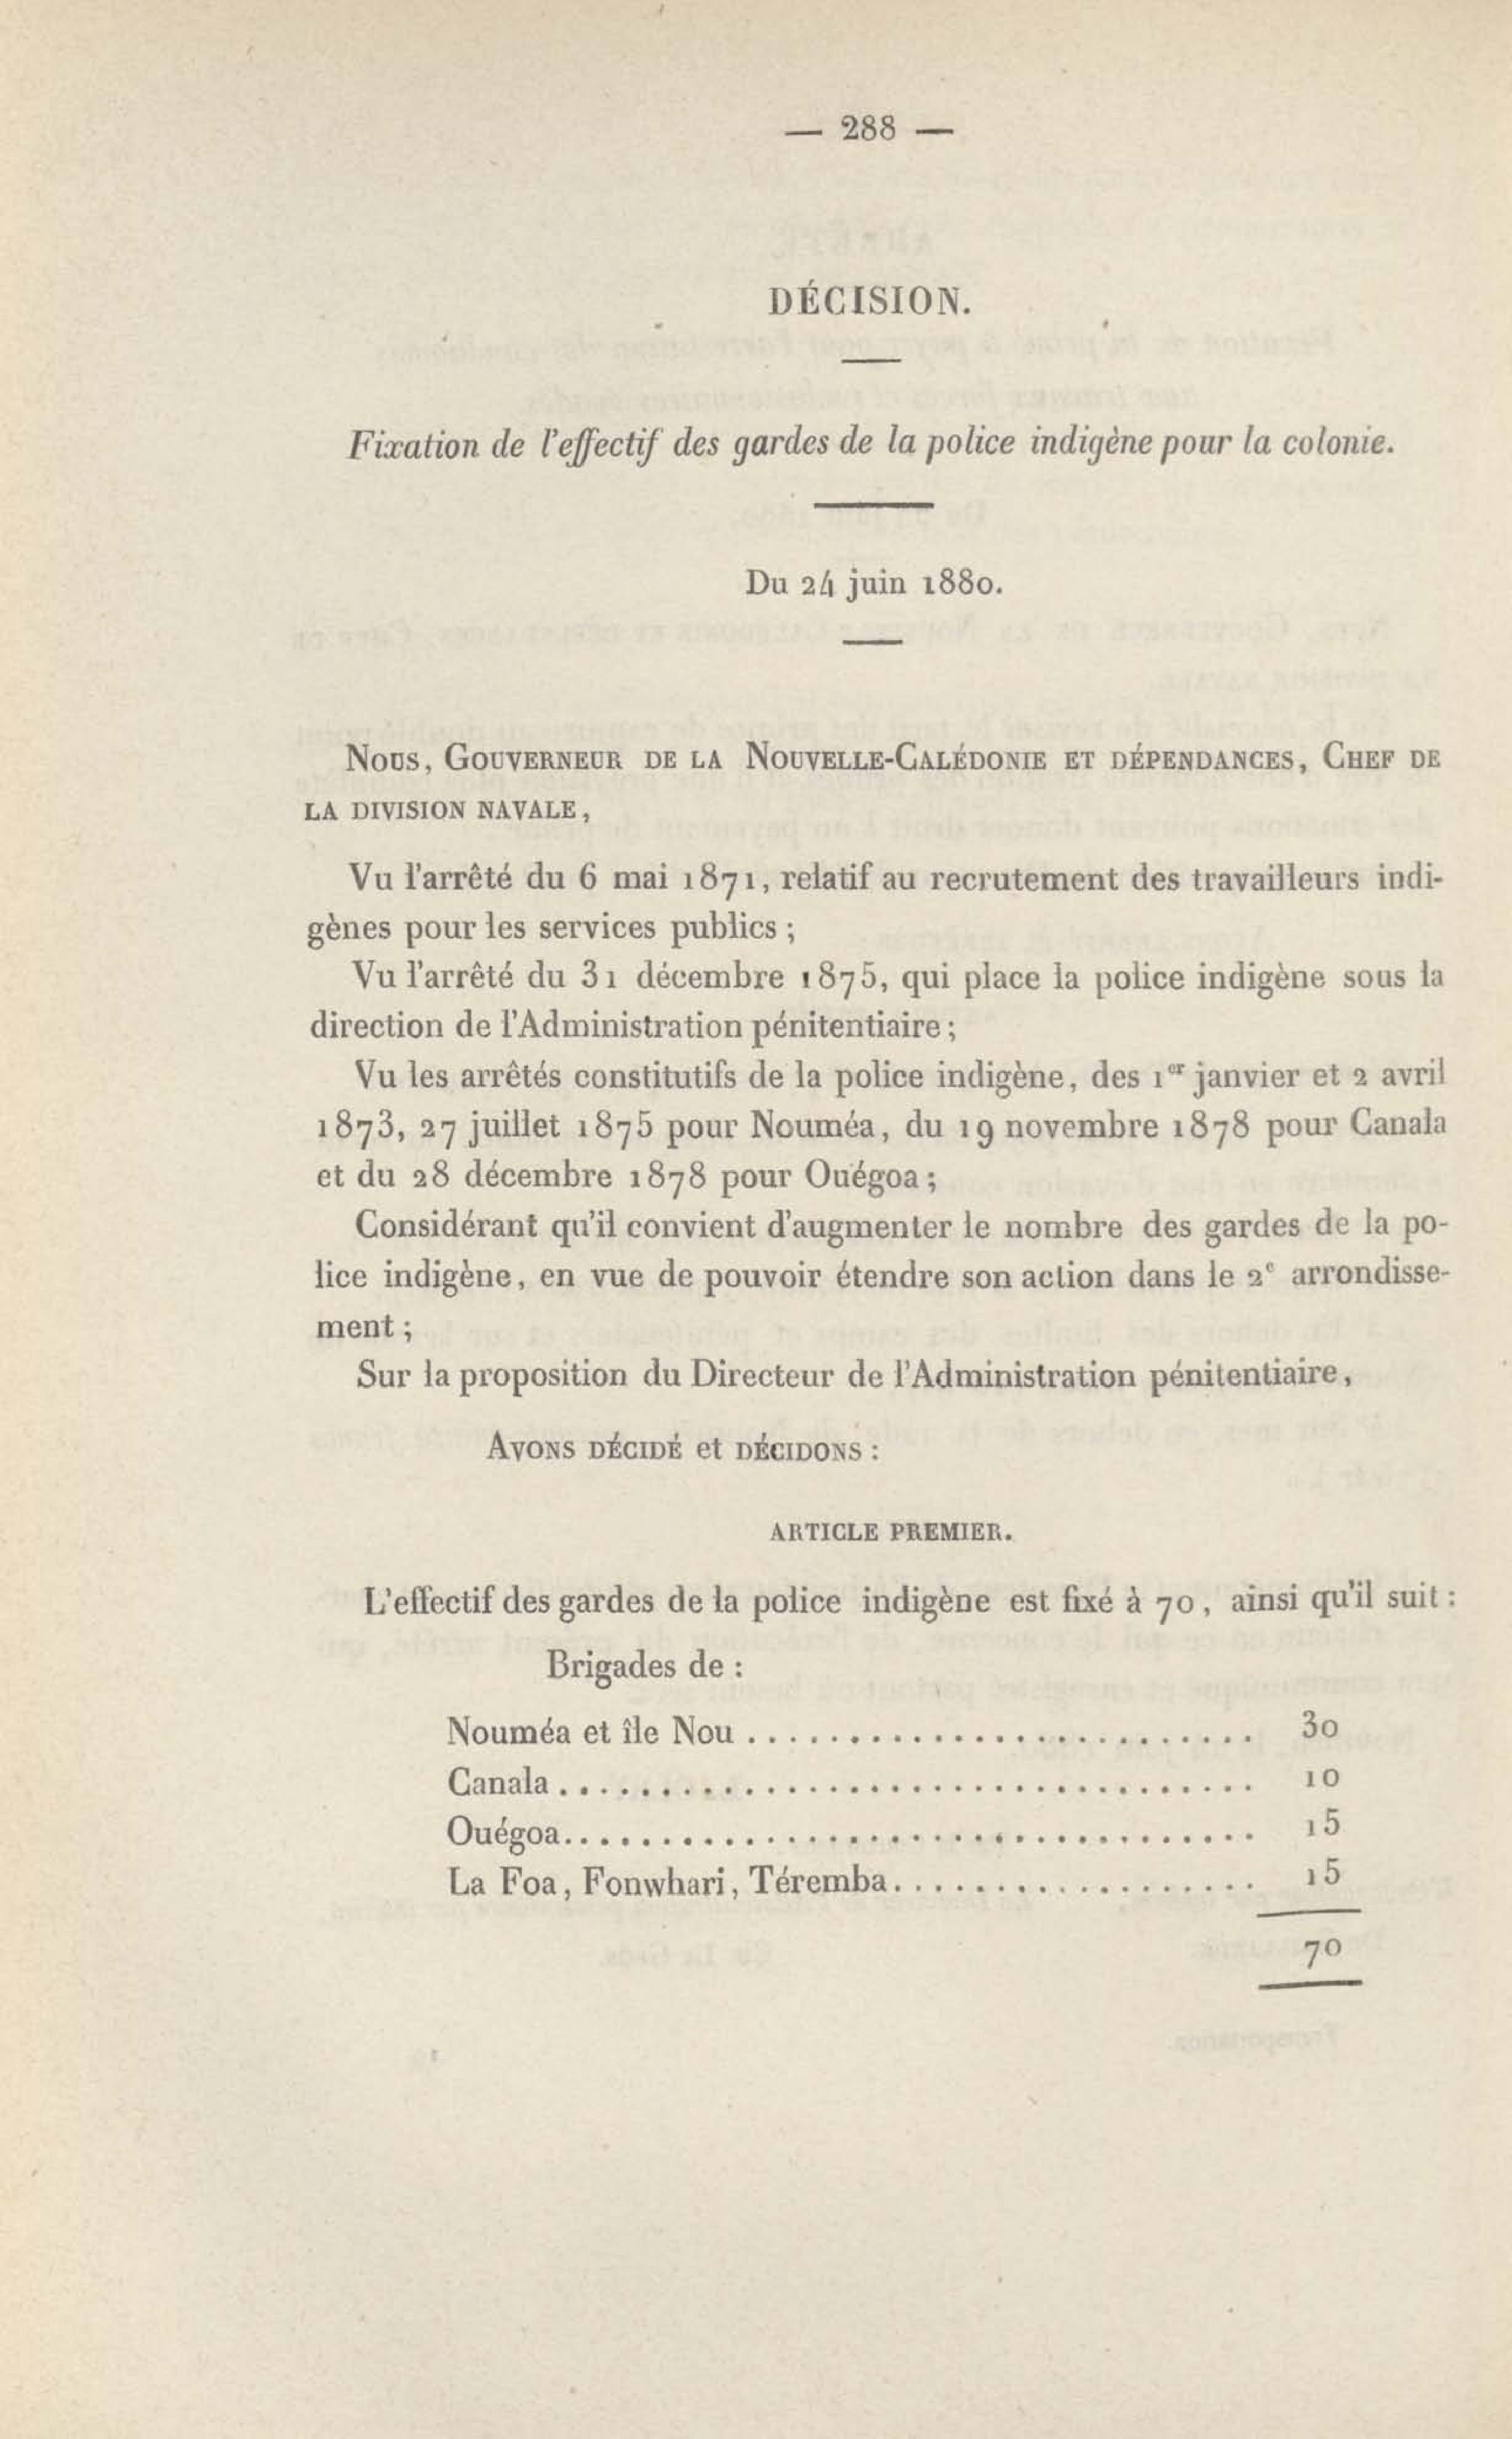 — 288 —
DÉCISION.
Fixation de l'effectif des gardes de la police indigène pour la colonie.
Du 24 juin 1880.
Nous, Gouverneur de la Nouvelle-Calédonie et dépendances, Chef de
la division navale,
Vu l'arrêté du 6 mai 1871, relatif au recrutement des travailleurs indi-
gènes pour les services publics ;
Vu l'arrêté du 31 décembre 1875, qui place la police indigène sous la
direction de l'Administration pénitentiaire ;
Vu les arrêtés constitutifs de la police indigène, des 1er janvier et 2 avril
1873, 27 juillet 1875 pour Nouméa, du 19 novembre 1878 pour Canala
et du 28 décembre 1878 pour Ouégoa ;
Considérant qu'il convient d'augmenter le nombre des gardes de la po-
lice indigène, en vue de pouvoir étendre son action dans le 2e arrondisse-
ment ;
Sur la proposition du Directeur de l'Administration pénitentiaire,
Avons décidé et décidons :
ARTICLE PREMIER.
L'effectif des gardes de la police indigène est fixé à 70, ainsi qu'il suit :
Brigades de :
Nouméa et île Nou ......................... 30
Canala .................................. 10
Ouégoa.................................. 15
La Foa, Fonwhari, Téremba.................. 15
70